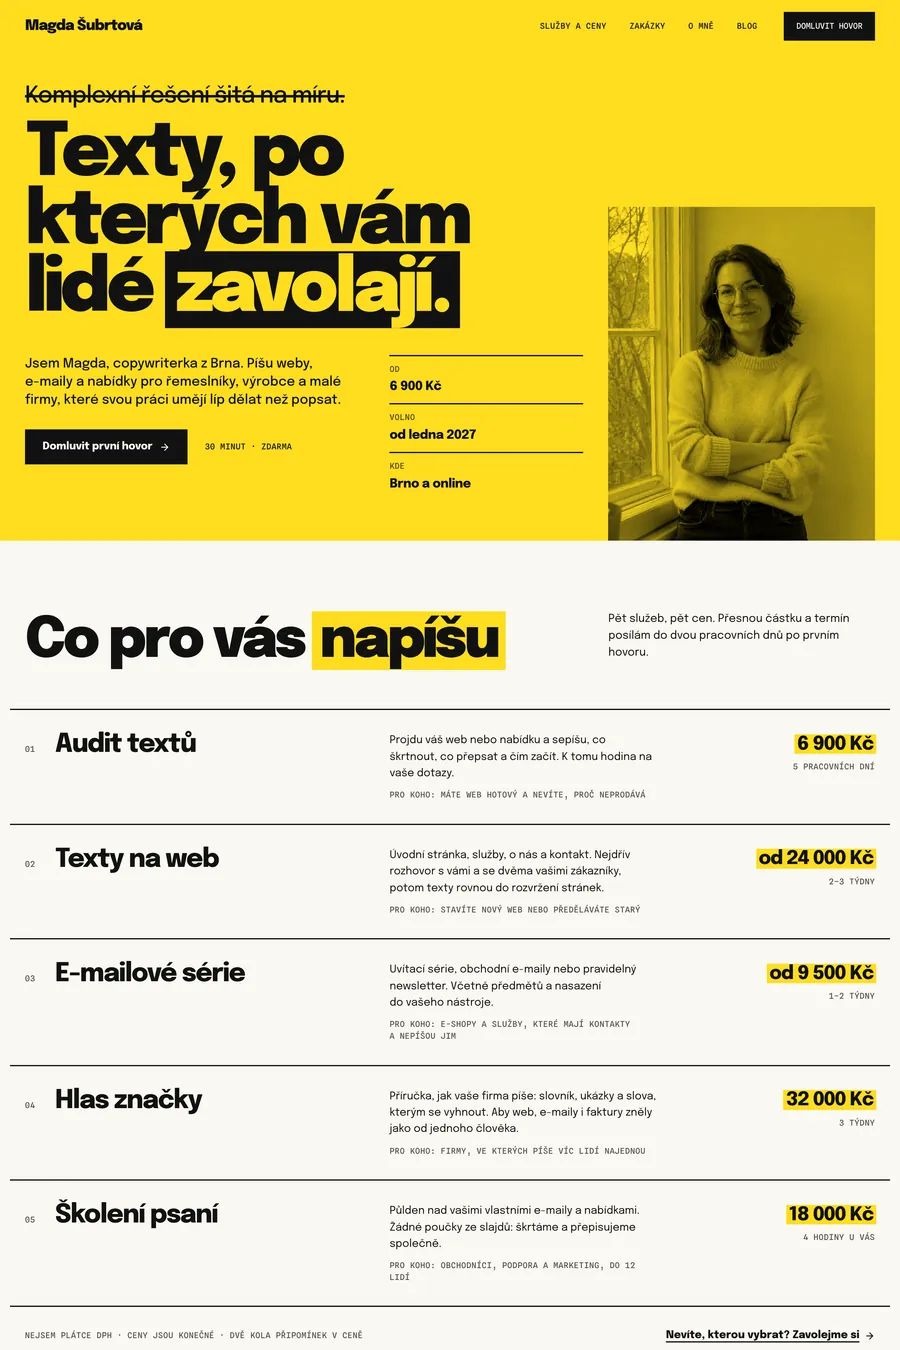 Magda Šubrtová
SLUŽBY A CENY
ZAKÁZKY
O MNĚ
BLOG
DOMLUVIT HOVOR
Komplexní řešení šitá na míru.
Texty, po
kterých vám
lidé zavolají.
Jsem Magda, copywriterka z Brna. Píšu weby,
e-maily a nabídky pro řemeslníky, výrobce a malé
firmy, které svou práci umějí líp dělat než popsat.
Domluvit první hovor →
30 MINUT · ZDARMA
OD
6 900 Kč
VOLNO
od ledna 2027
KDE
Brno a online
Co pro vás napíšu
Pět služeb, pět cen. Přesnou částku a termín
posílám do dvou pracovních dnů po prvním
hovoru.
01
Audit textů
Projdu váš web nebo nabídku a sepíšu, co
škrtnout, co přepsat a čím začít. K tomu hodina na
vaše dotazy.
PRO KOHO: MÁTE WEB HOTOVÝ A NEVÍTE, PROČ NEPRODÁVÁ
6 900 Kč
5 PRACOVNÍCH DNÍ
02
Texty na web
Úvodní stránka, služby, o nás a kontakt. Nejdřív
rozhovor s vámi a se dvěma vašimi zákazníky,
potom texty rovnou do rozvržení stránek.
PRO KOHO: STAVÍTE NOVÝ WEB NEBO PŘEDĚLÁVÁTE STARÝ
od 24 000 Kč
2–3 TÝDNY
03
E-mailové série
Uvítací série, obchodní e-maily nebo pravidelný
newsletter. Včetně předmětů a nasazení
do vašeho nástroje.
PRO KOHO: E-SHOPY A SLUŽBY, KTERÉ MAJÍ KONTAKTY
A NEPÍŠOU JIM
od 9 500 Kč
1–2 TÝDNY
04
Hlas značky
Příručka, jak vaše firma píše: slovník, ukázky a slova,
kterým se vyhnout. Aby web, e-maily i faktury zněly
jako od jednoho člověka.
PRO KOHO: FIRMY, VE KTERÝCH PÍŠE VÍC LIDÍ NAJEDNOU
32 000 Kč
3 TÝDNY
05
Školení psaní
Půlden nad vašimi vlastními e-maily a nabídkami.
Žádné poučky ze slajdů: škrtáme a přepisujeme
společně.
PRO KOHO: OBCHODNÍCI, PODPORA A MARKETING, DO 12
LIDÍ
18 000 Kč
4 HODINY U VÁS
NEJSEM PLÁTCE DPH · CENY JSOU KONEČNÉ · DVĚ KOLA PŘIPOMÍNEK V CENĚ
Nevíte, kterou vybrat? Zavolejme si →